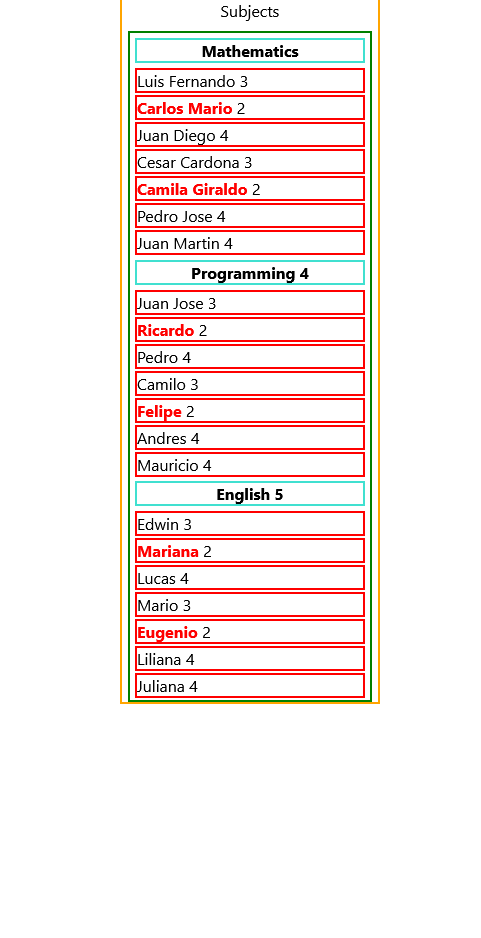 Subjects
Mathematics
Luis Fernando 3
Carlos Mario 2
Juan Diego 4
Cesar Cardona 3
Camila Giraldo 2
Pedro Jose 4
Juan Martin 4
Programming 4
Juan Jose 3
Ricardo 2
Pedro 4
Camilo 3
Felipe 2
Andres 4
Mauricio 4
English 5
Edwin 3
Mariana 2
Lucas 4
Mario 3
Eugenio 2
Liliana 4
Juliana 4